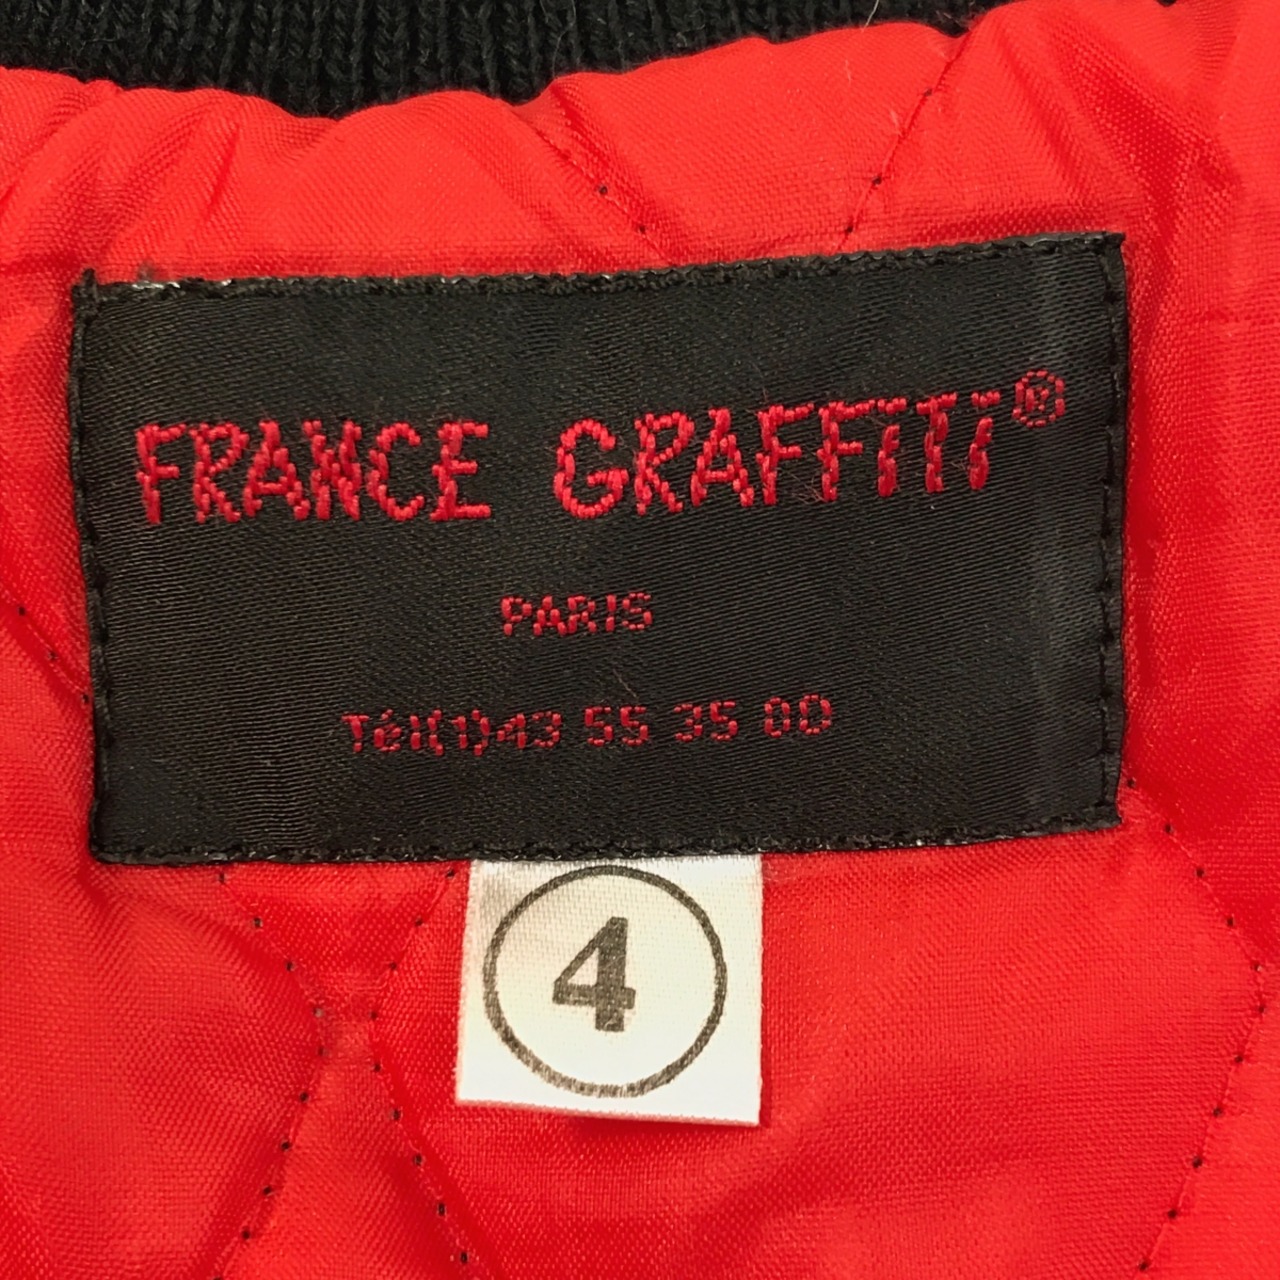 FRANCE GRAFFiTi®
PARIS
Tél(1)43 55 35 00
4